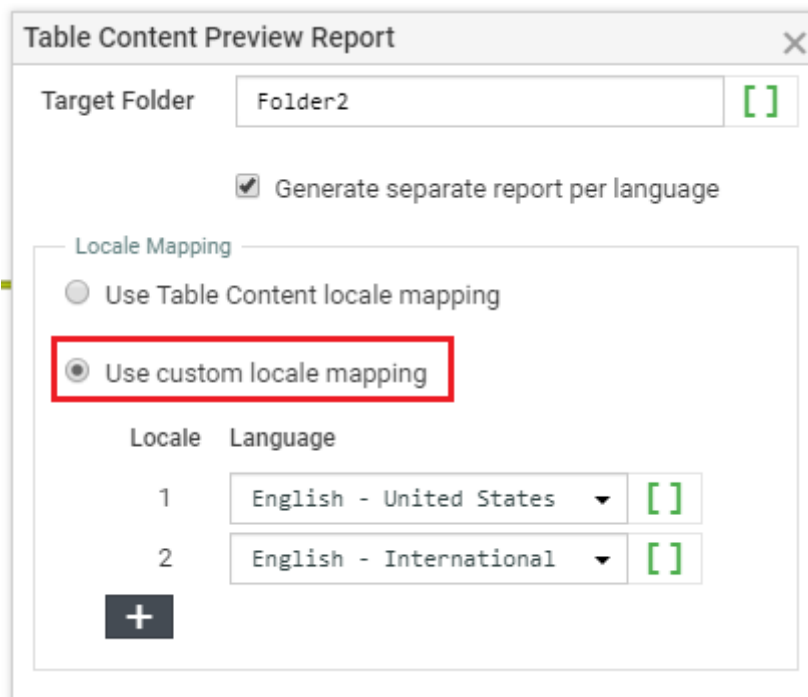 Table Content Preview Report
Target Folder Folder2 [ ]
Generate separate report per language
Locale Mapping
Use Table Content locale mapping
Use custom locale mapping
Locale Language
1 English - United States [ ]
2 English - International [ ]
+